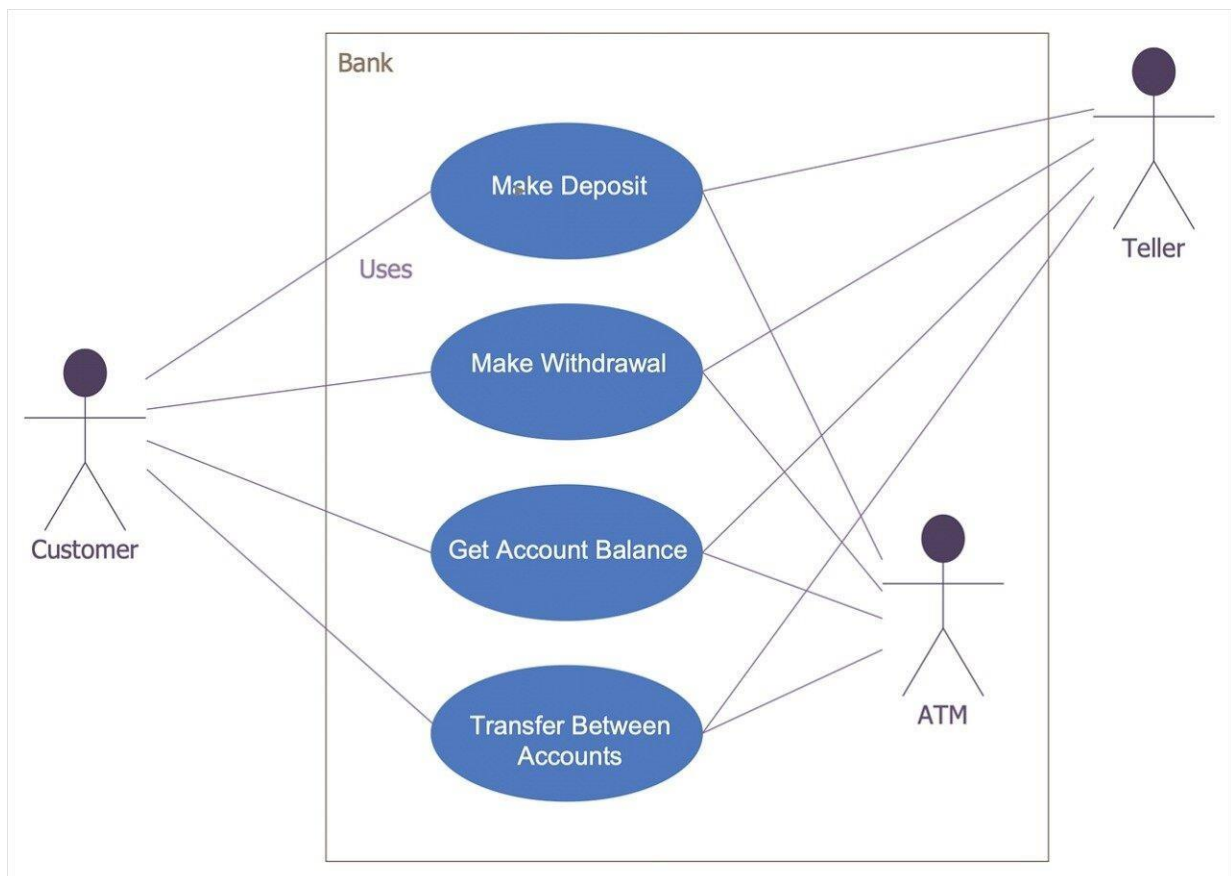 Bank
Make Deposit
Teller
Uses
Make Withdrawal
Customer
Get Account Balance
ATM
Transfer Between
Accounts